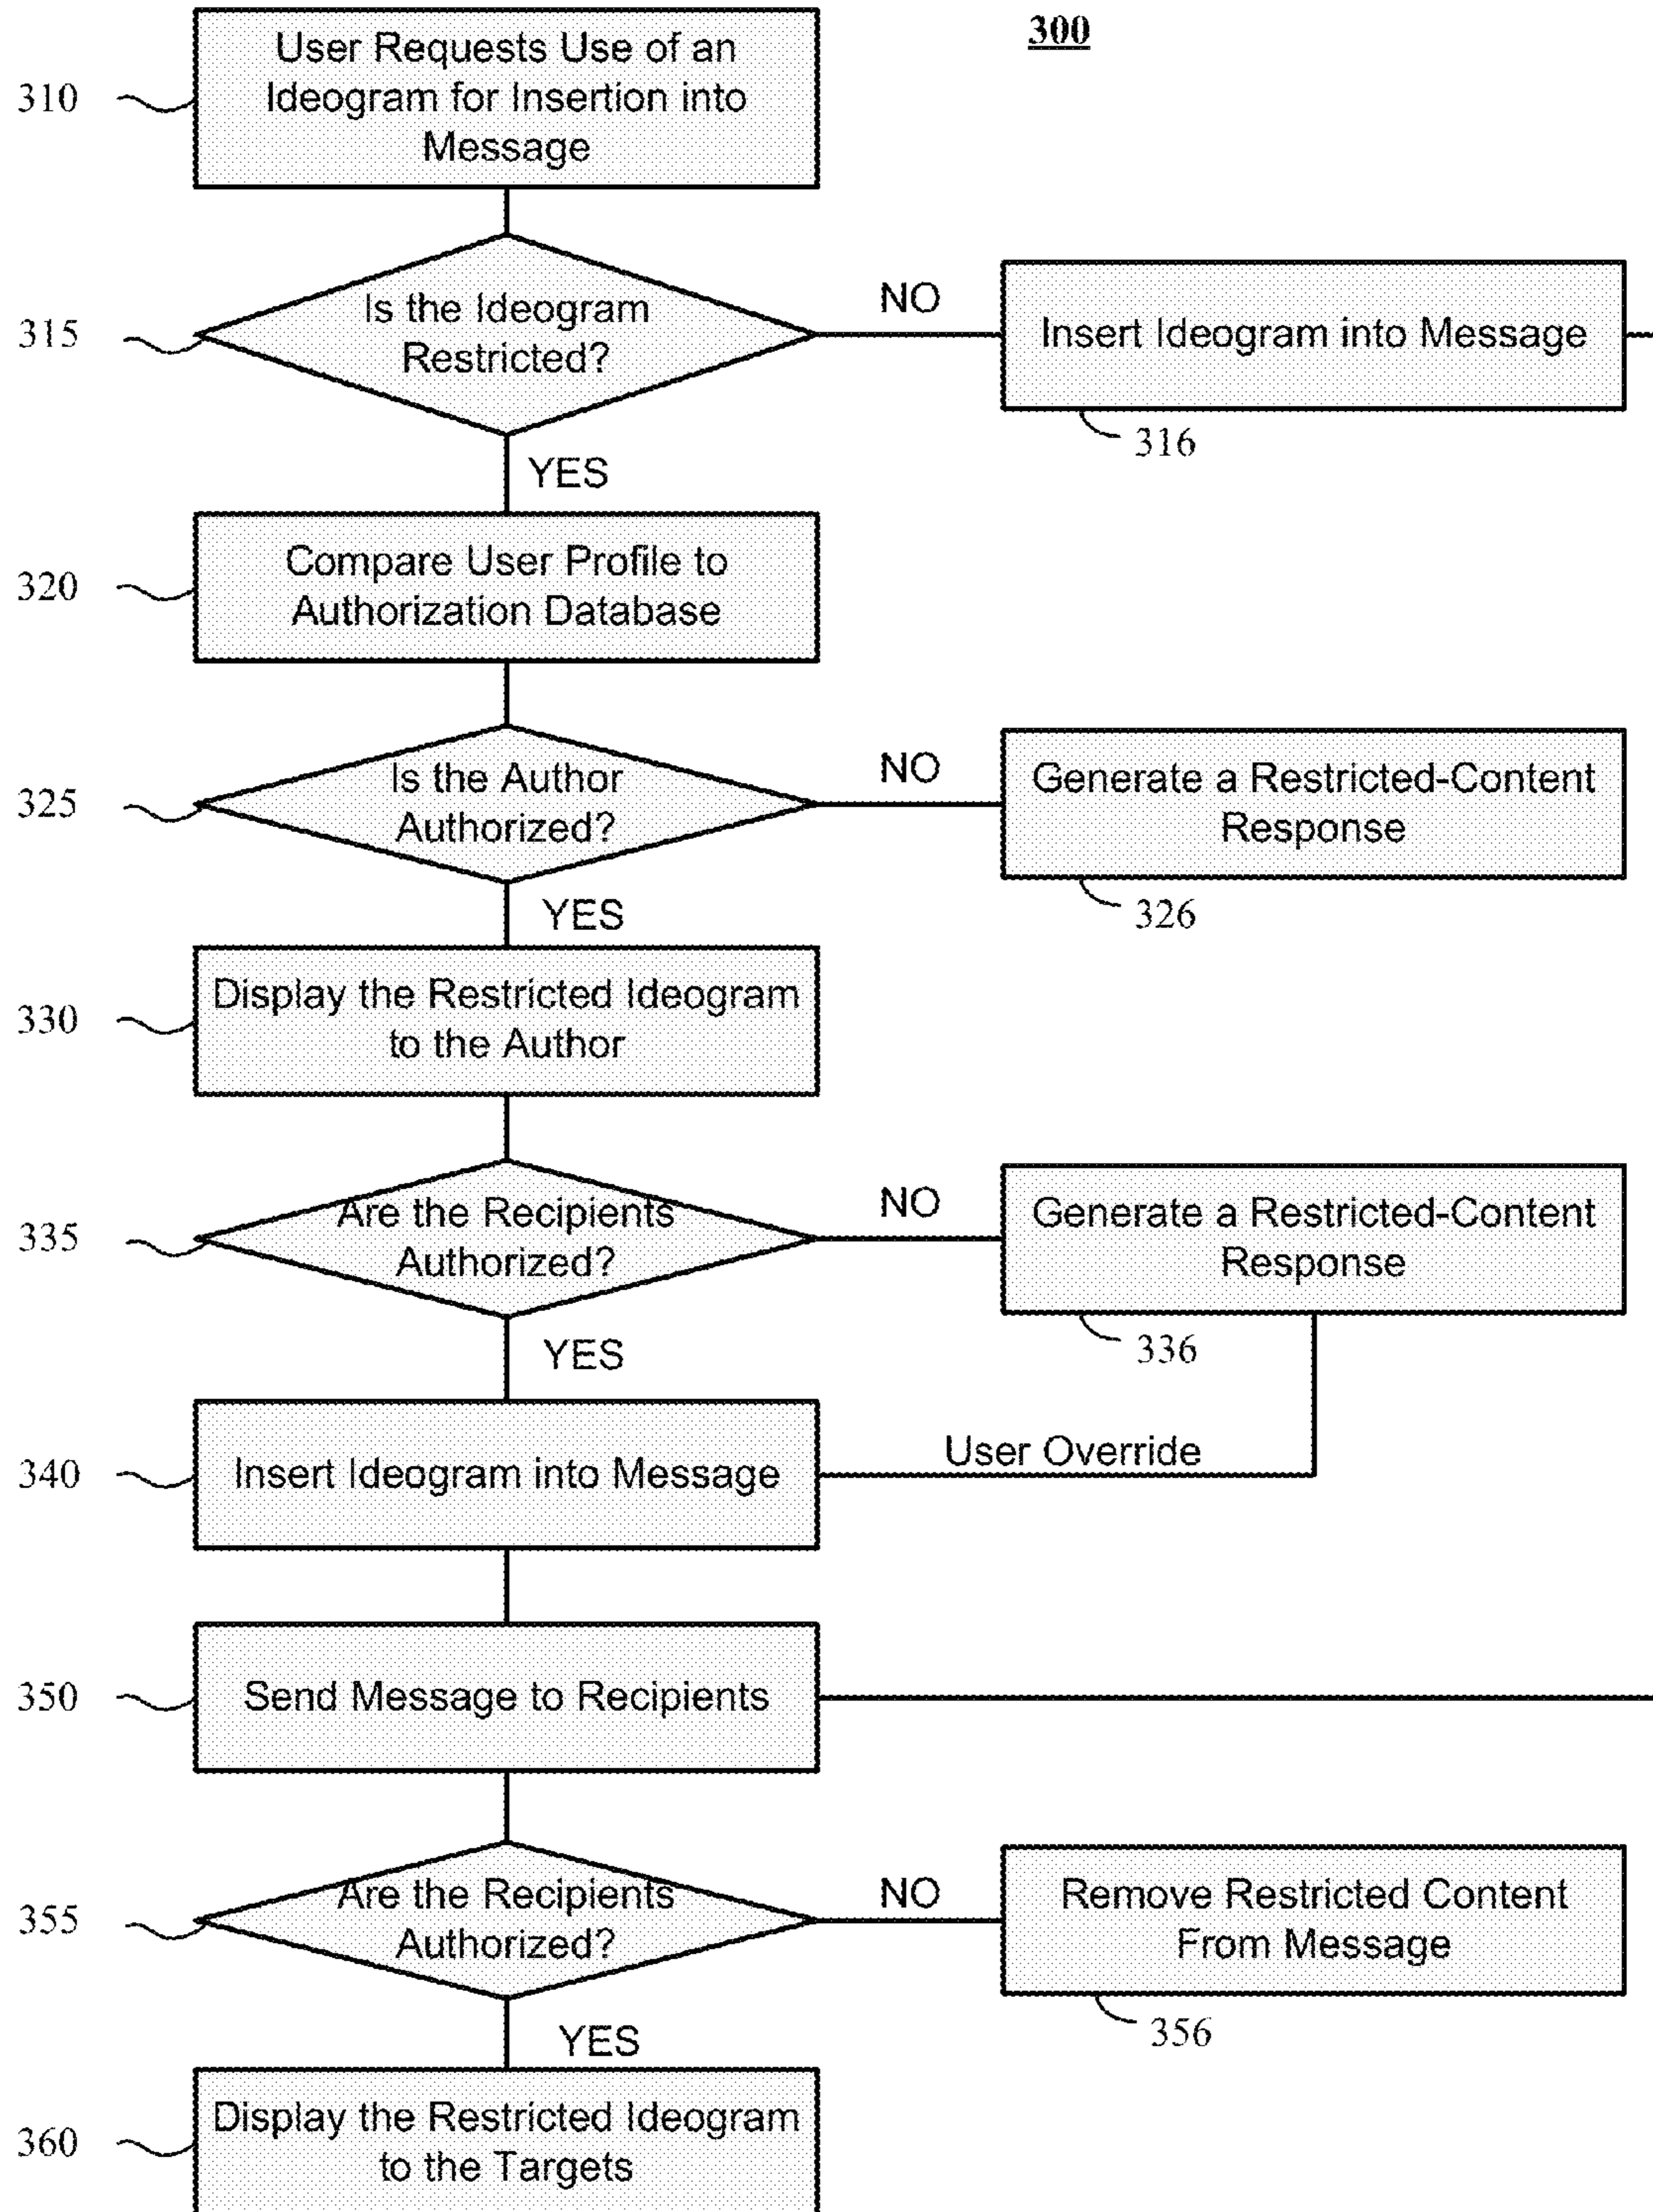 300
310
User Requests Use of an
Ideogram for Insertion into
Message
315
Is the Ideogram
Restricted?
NO
Insert Ideogram into Message
316
YES
320
Compare User Profile to
Authorization Database
325
Is the Author
Authorized?
NO
Generate a Restricted-Content
Response
326
YES
330
Display the Restricted Ideogram
to the Author
335
Are the Recipients
Authorized?
NO
Generate a Restricted-Content
Response
336
YES
340
Insert Ideogram into Message
User Override
350
Send Message to Recipients
355
Are the Recipients
Authorized?
NO
Remove Restricted Content
From Message
356
YES
360
Display the Restricted Ideogram
to the Targets